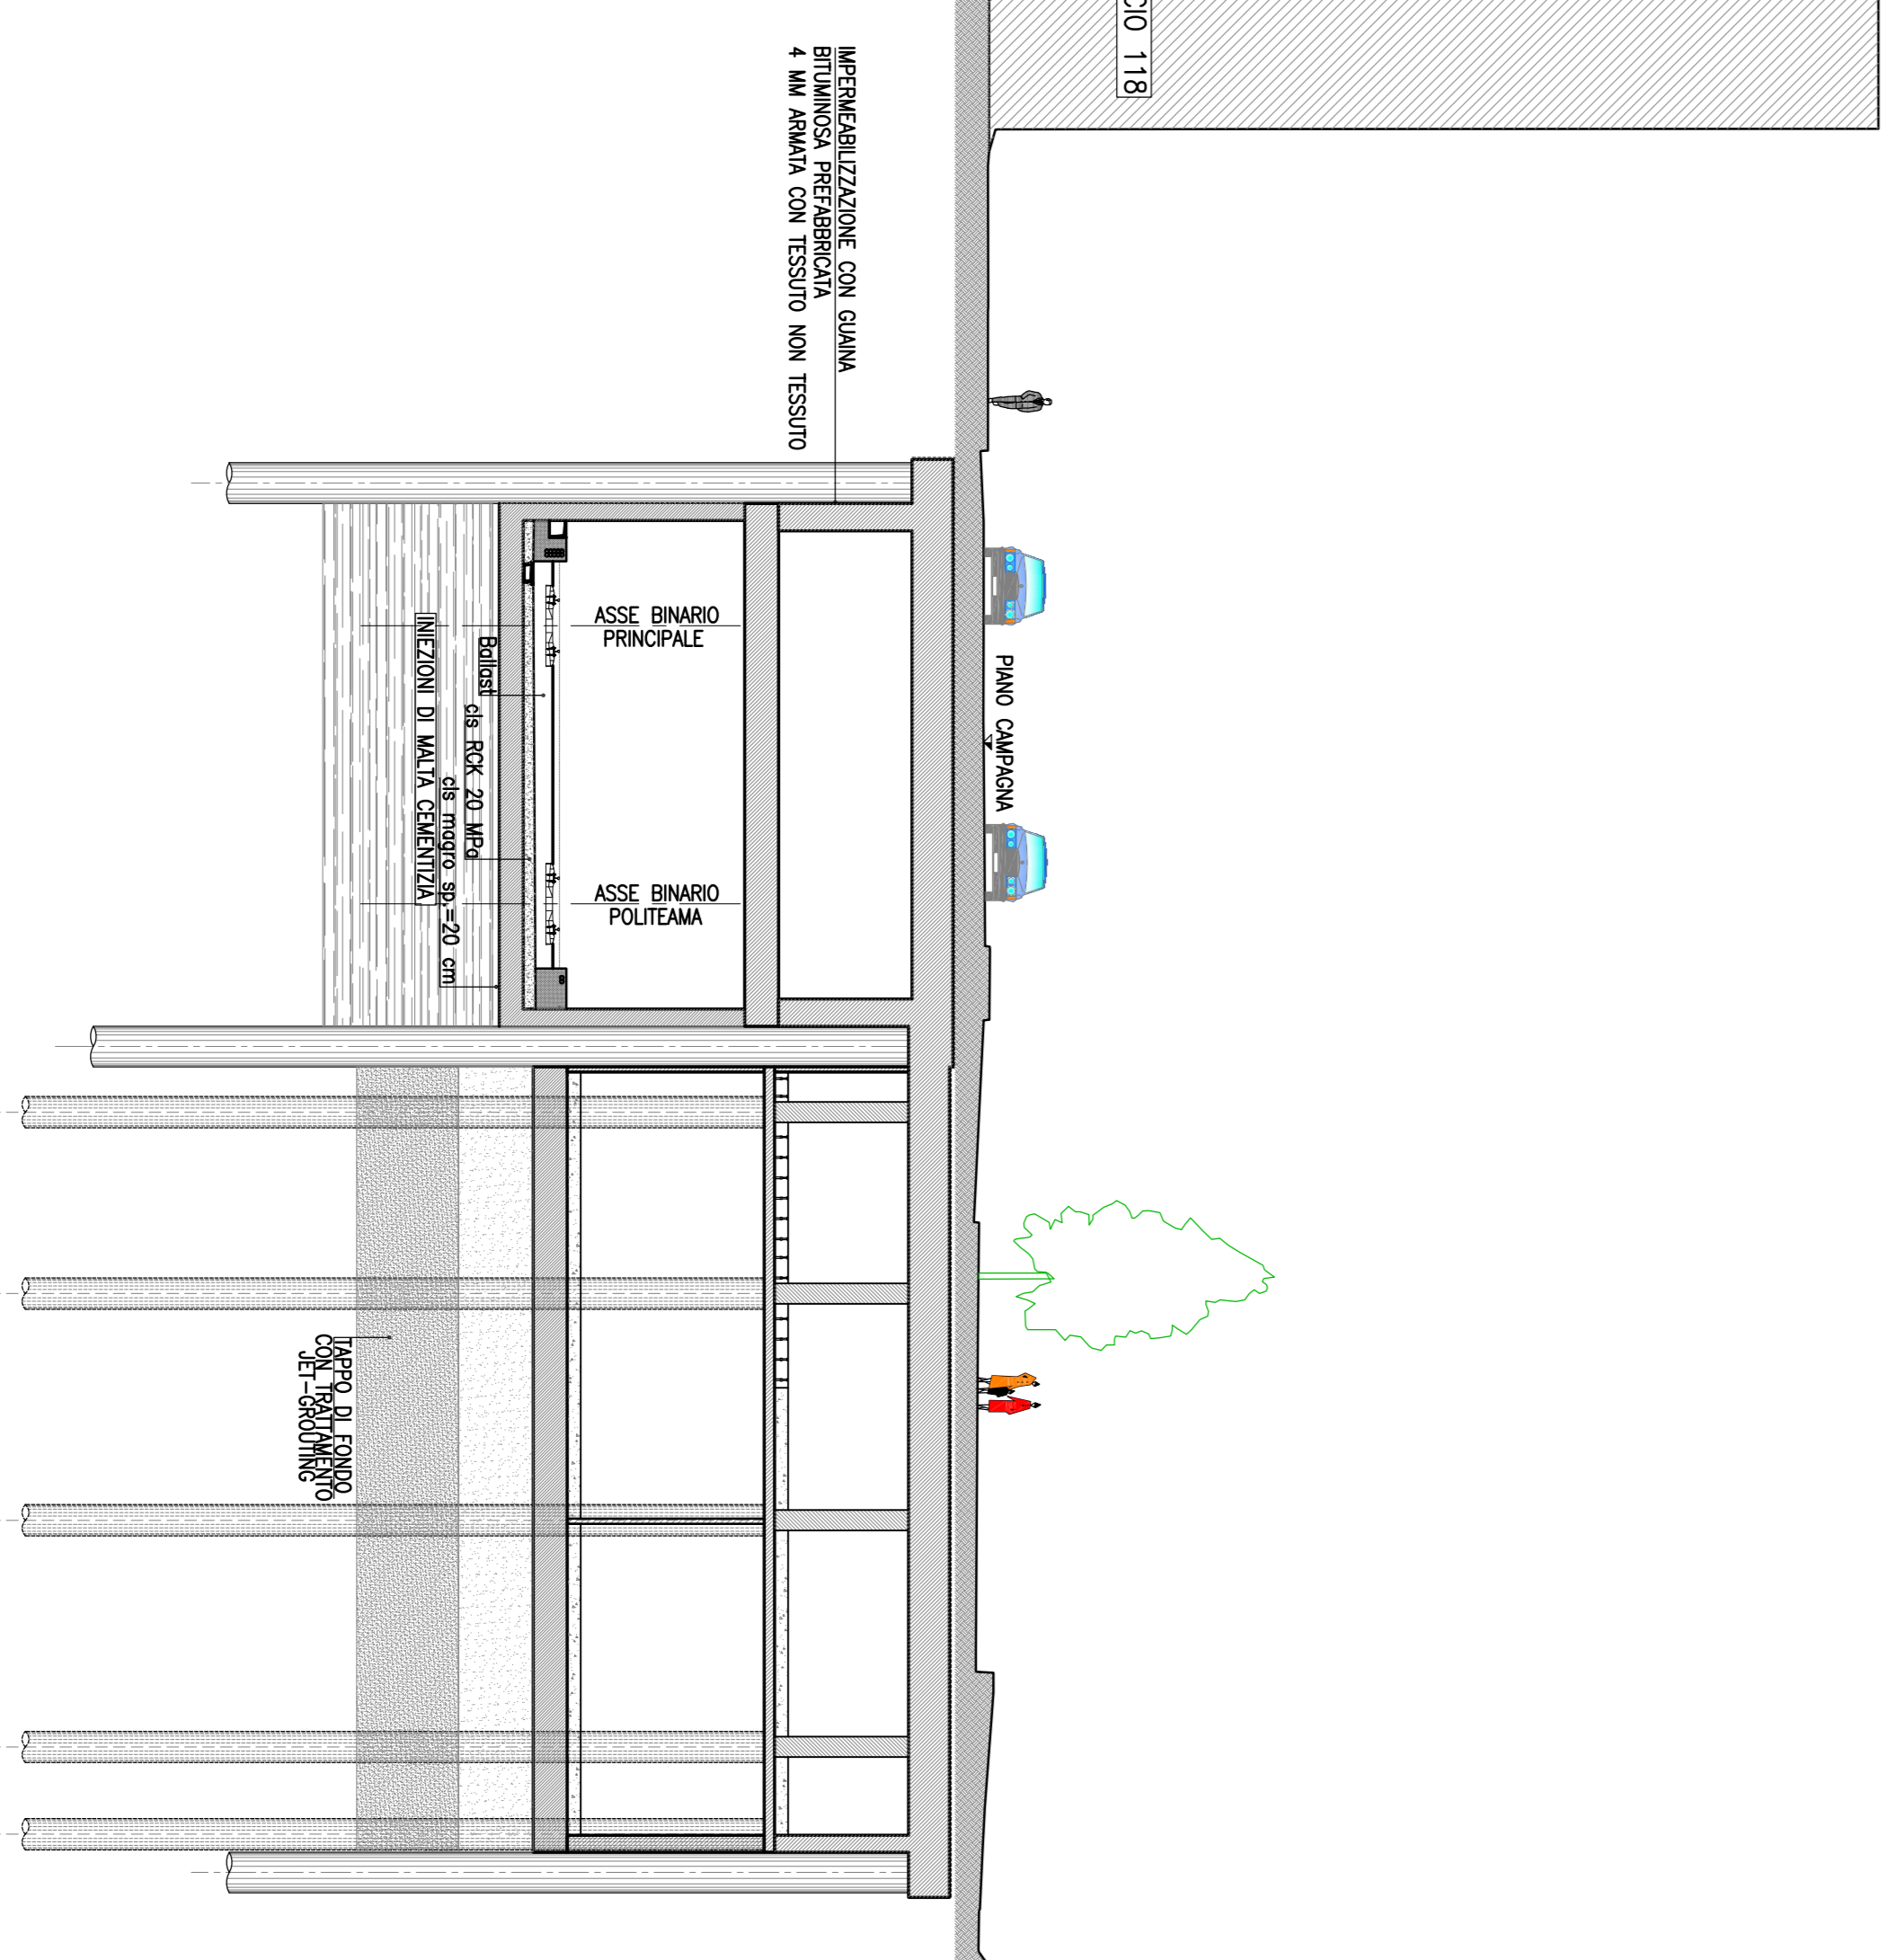 CIO 118
IMPERMEABILIZZAZIONE CON GUAINA
BITUMINOSA PREFABBRICATA
4 MM ARMATA CON TESSUTO NON TESSUTO
PIANO CAMPAGNA
ASSE BINARIO
PRINCIPALE
ASSE BINARIO
POLITEAMA
Ballast
cls RCK 20 MPa
cls magro sp.=20 cm
INIEZIONI DI MALTA CEMENTIZIA
TAPPO DI FONDO
CON TRATTAMENTO
JET-GROUTING